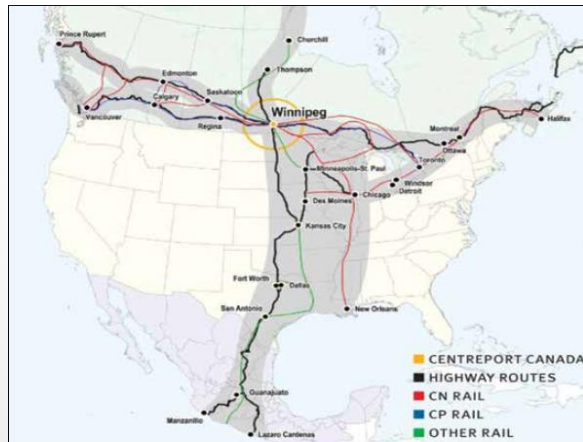 Prince Rupert
Churchill
Thompson
Edmonton
Saskatoon
Calgary
Winnipeg
Vancouver
Regina
Montreal
Halifax
Ottawa
Toronto
Minneapolis-St. Paul
Windsor
Detroit
Chicago
Des Moines
Kansas City
Fort Worth
Dallas
San Antonio
New Orleans
Guanajuato
Manzanillo
Lazaro Cardenas
CENTREPORT CANADA
HIGHWAY ROUTES
CN RAIL
CP RAIL
OTHER RAIL